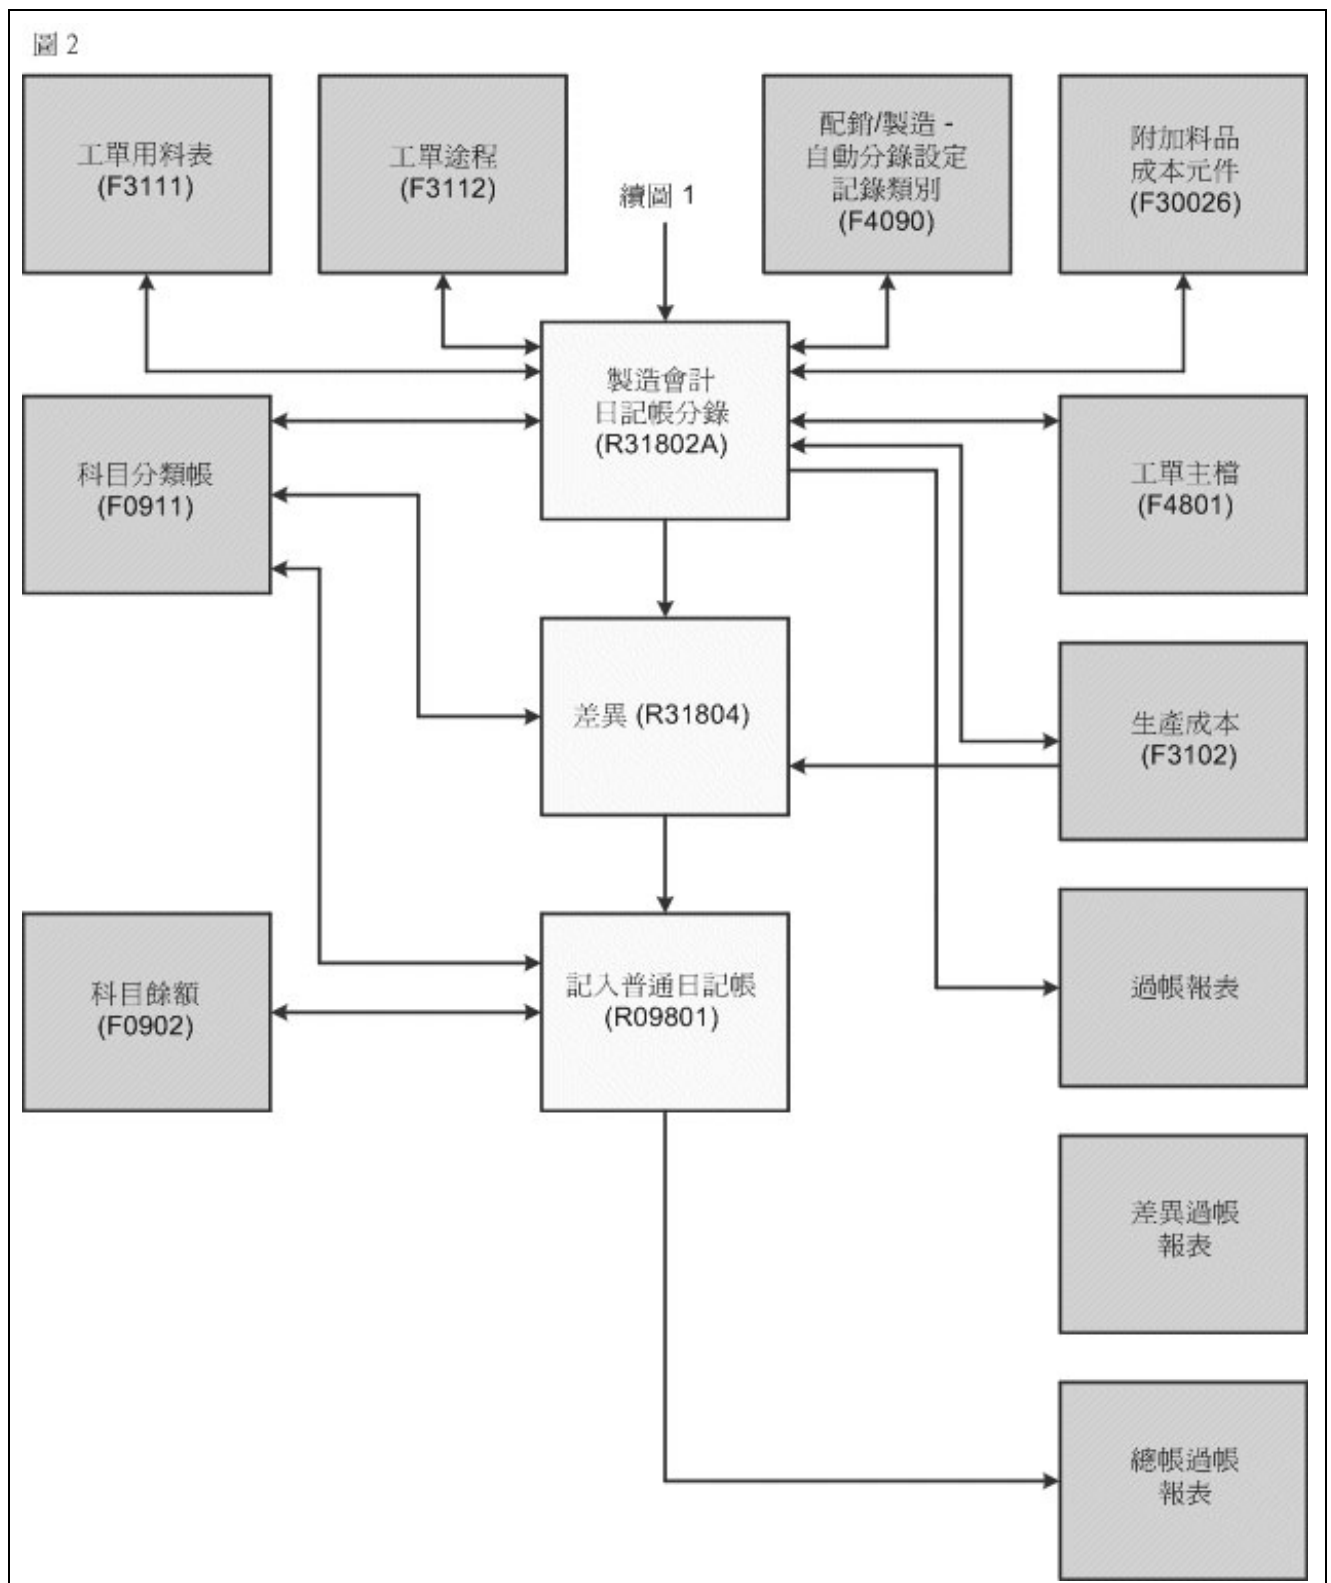 圖 2
工單用料表
(F3111)
工單途程
(F3112)
續圖 1
配銷/製造 -
自動分錄設定
記錄類別
(F4090)
附加料品
成本元件
(F30026)
製造會計
日記帳分錄
(R31802A)
科目分類帳
(F0911)
工單主檔
(F4801)
差異 (R31804)
生產成本
(F3102)
科目餘額
(F0902)
記入普通日記帳
(R09801)
過帳報表
差異過帳
報表
總帳過帳
報表